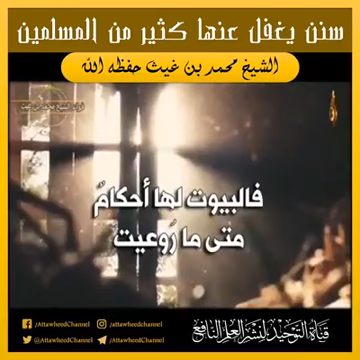 سنن يغفل عنها كثير من المسلمين
الشيخ محمد بن غيث حفظه الله
فالبيوت لها أحكامٌ
متى ما رُوعيت
/AttawheedChannel
/attawheedChannel
@AttawheedChannel
/AttawheedChannel
قناة التوحيد لنشر العلم النافع